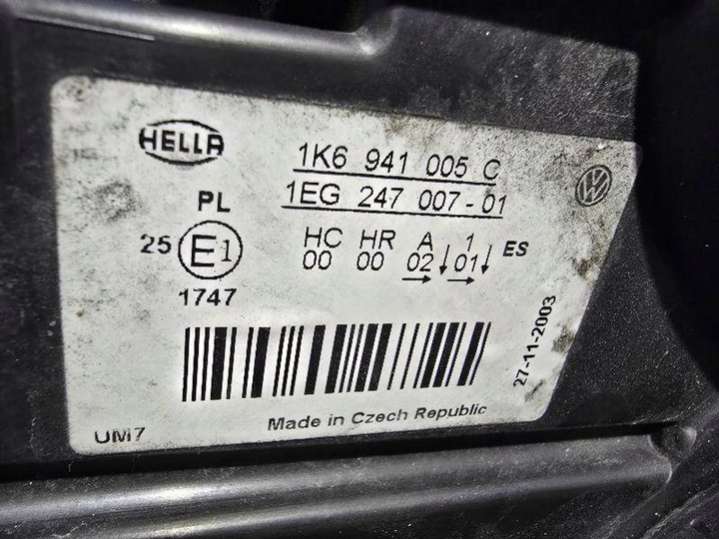 HELLA
1K6 941 005 C
1EG 247 007-01
PL
25 E1
1747
HC HR A 1 ES
00 00 02↓ 01↓
→ →
27-11-2003
Made in Czech Republic
UM7